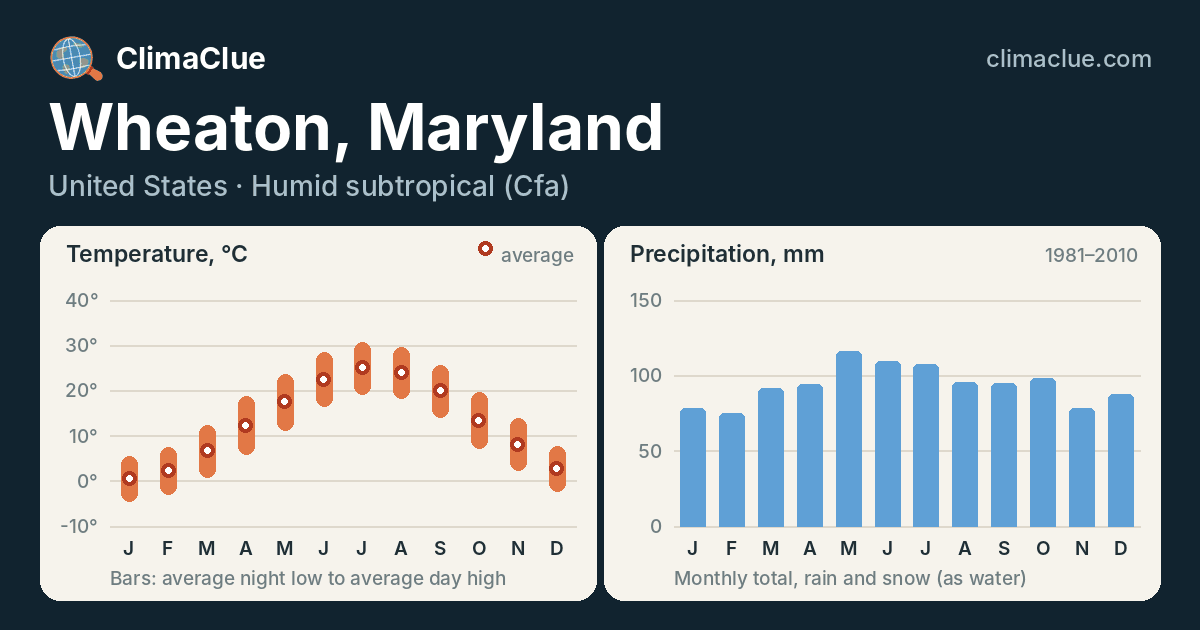 ClimaClue
climaclue.com
Wheaton, Maryland
United States · Humid subtropical (Cfa)
Temperature, °C
average
40°
30°
20°
10°
0°
-10°
J F M A M J J A S O N D
Bars: average night low to average day high
Precipitation, mm
1981–2010
150
100
50
0
J F M A M J J A S O N D
Monthly total, rain and snow (as water)